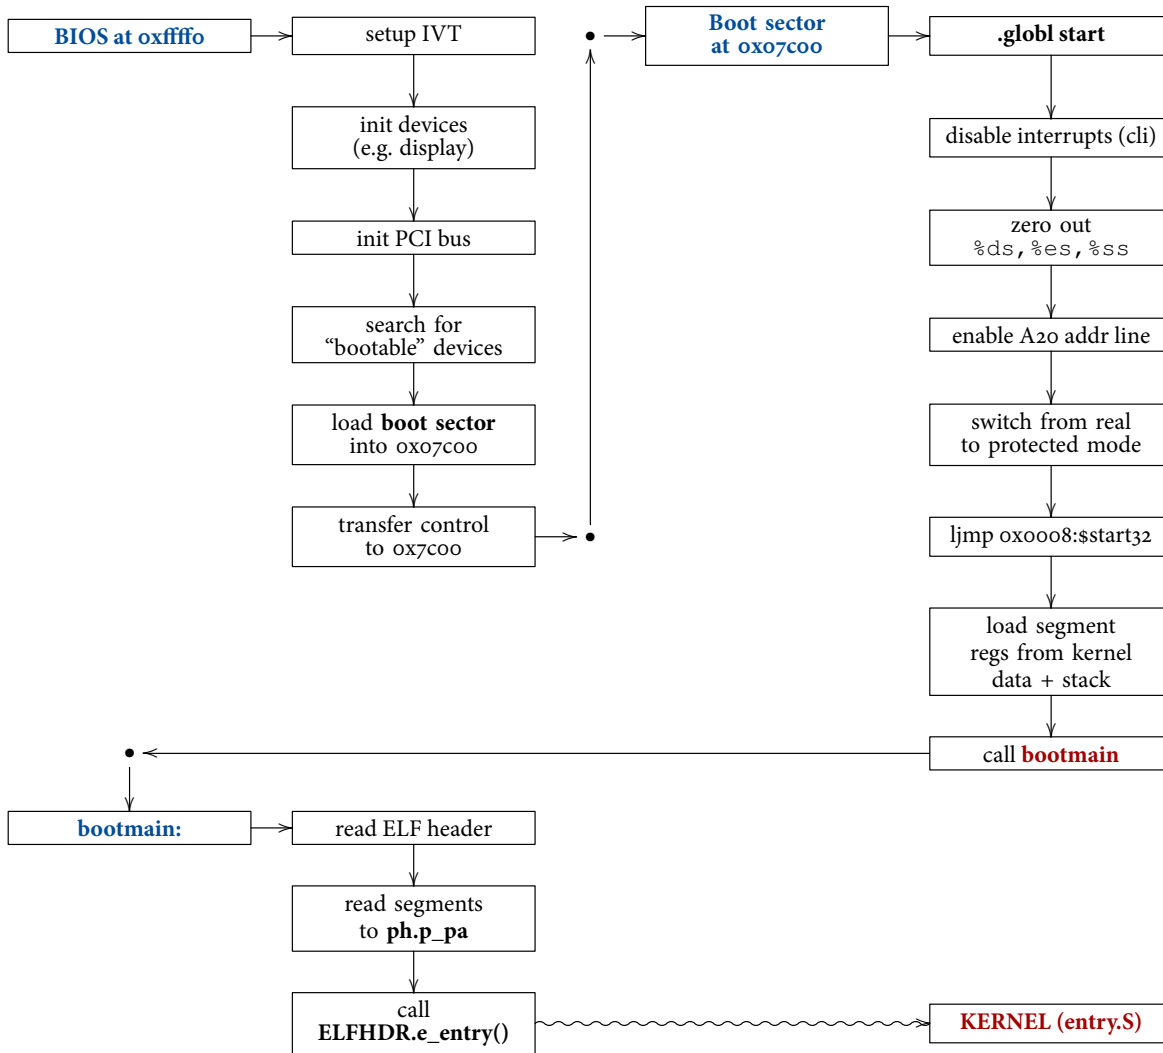 BIOS at 0xffff0
setup IVT
init devices
(e.g. display)
init PCI bus
search for
“bootable” devices
load boot sector
into 0x07c00
transfer control
to 0x7c00
Boot sector
at 0x07c00
.globl start
disable interrupts (cli)
zero out
%ds,%es,%ss
enable A20 addr line
switch from real
to protected mode
ljmp 0x0008:$start32
load segment
regs from kernel
data + stack
call bootmain
bootmain:
read ELF header
read segments
to ph.p_pa
call
ELFHDR.e_entry()
KERNEL (entry.S)